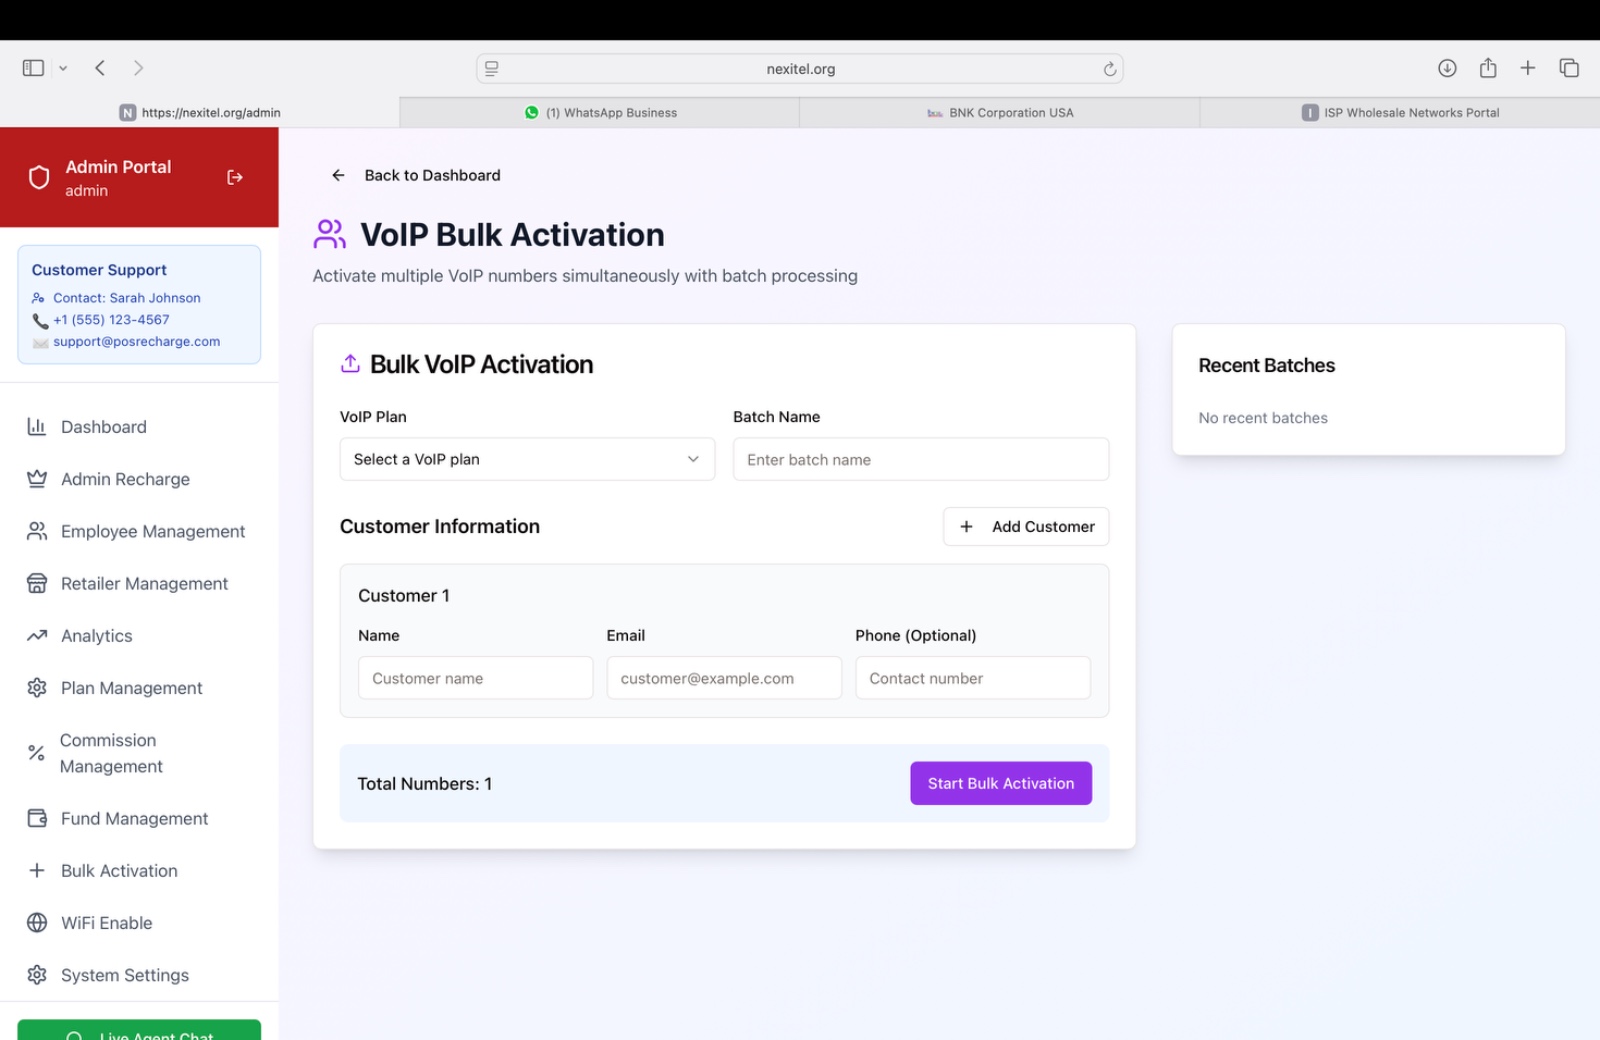 nexitel.org
N https://nexitel.org/admin
(1) WhatsApp Business
BNK Corporation USA
I ISP Wholesale Networks Portal
Admin Portal
admin
Customer Support
Contact: Sarah Johnson
+1 (555) 123-4567
support@posrecharge.com
Dashboard
Admin Recharge
Employee Management
Retailer Management
Analytics
Plan Management
Commission
Management
Fund Management
Bulk Activation
WiFi Enable
System Settings
Live Agent Chat
Back to Dashboard
VoIP Bulk Activation
Activate multiple VoIP numbers simultaneously with batch processing
Bulk VoIP Activation
VoIP Plan
Select a VoIP plan
Batch Name
Enter batch name
Customer Information
Add Customer
Customer 1
Name
Customer name
Email
customer@example.com
Phone (Optional)
Contact number
Total Numbers: 1
Start Bulk Activation
Recent Batches
No recent batches